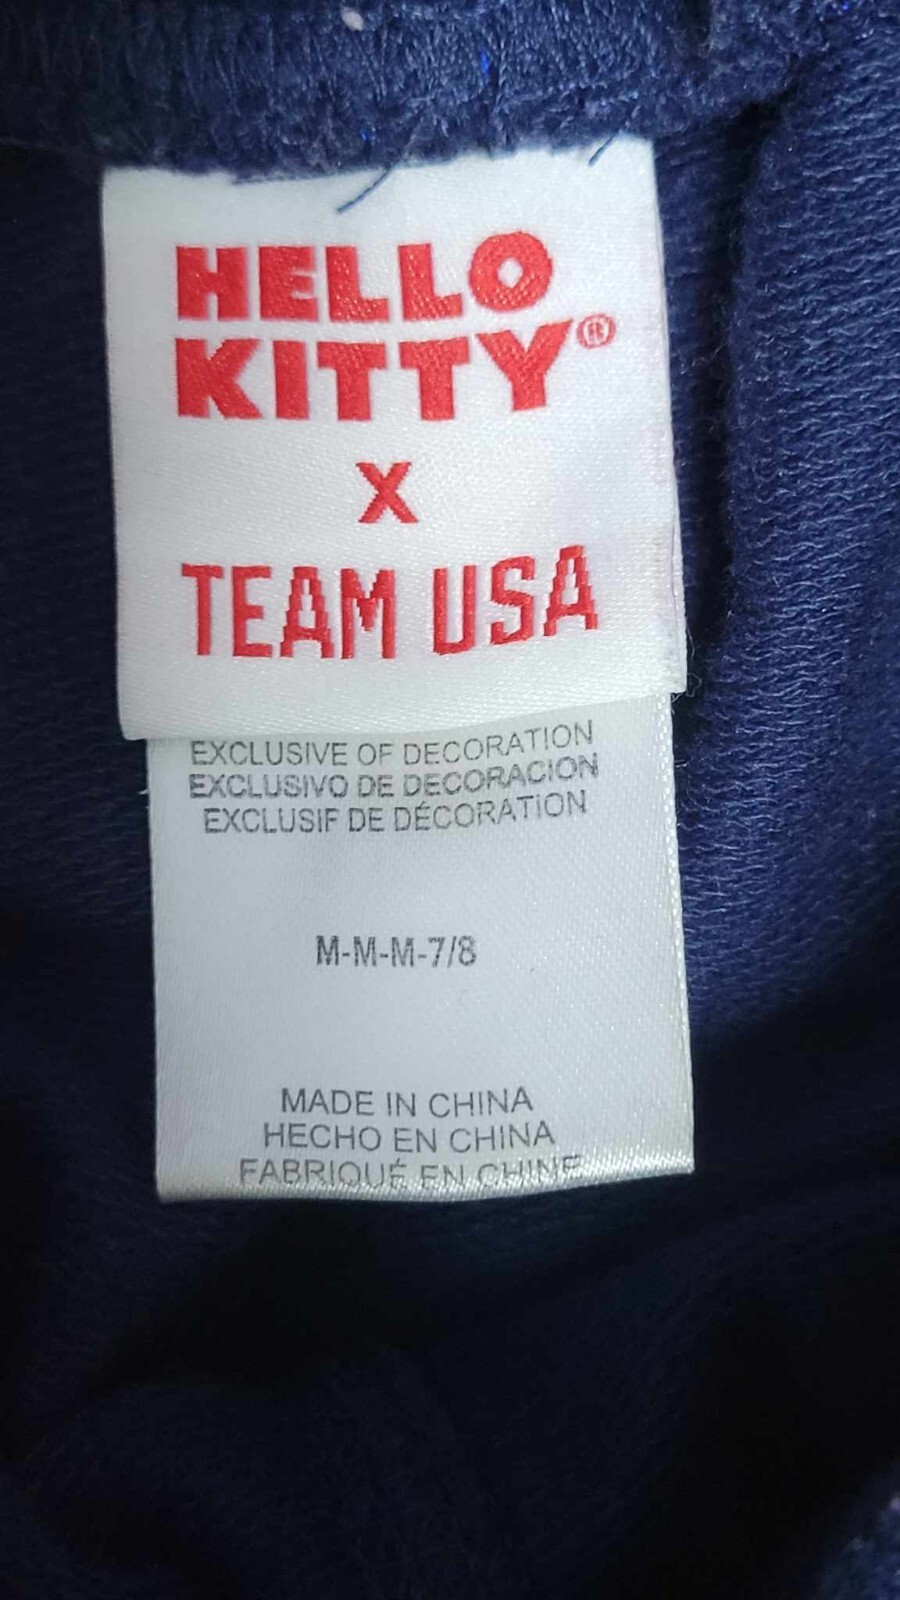 HELLO
KITTY®
X
TEAM USA
EXCLUSIVE OF DECORATION
EXCLUSIVO DE DECORACION
EXCLUSIF DE DÉCORATION
M-M-M-7/8
MADE IN CHINA
HECHO EN CHINA
FABRIQUÉ EN CHINE